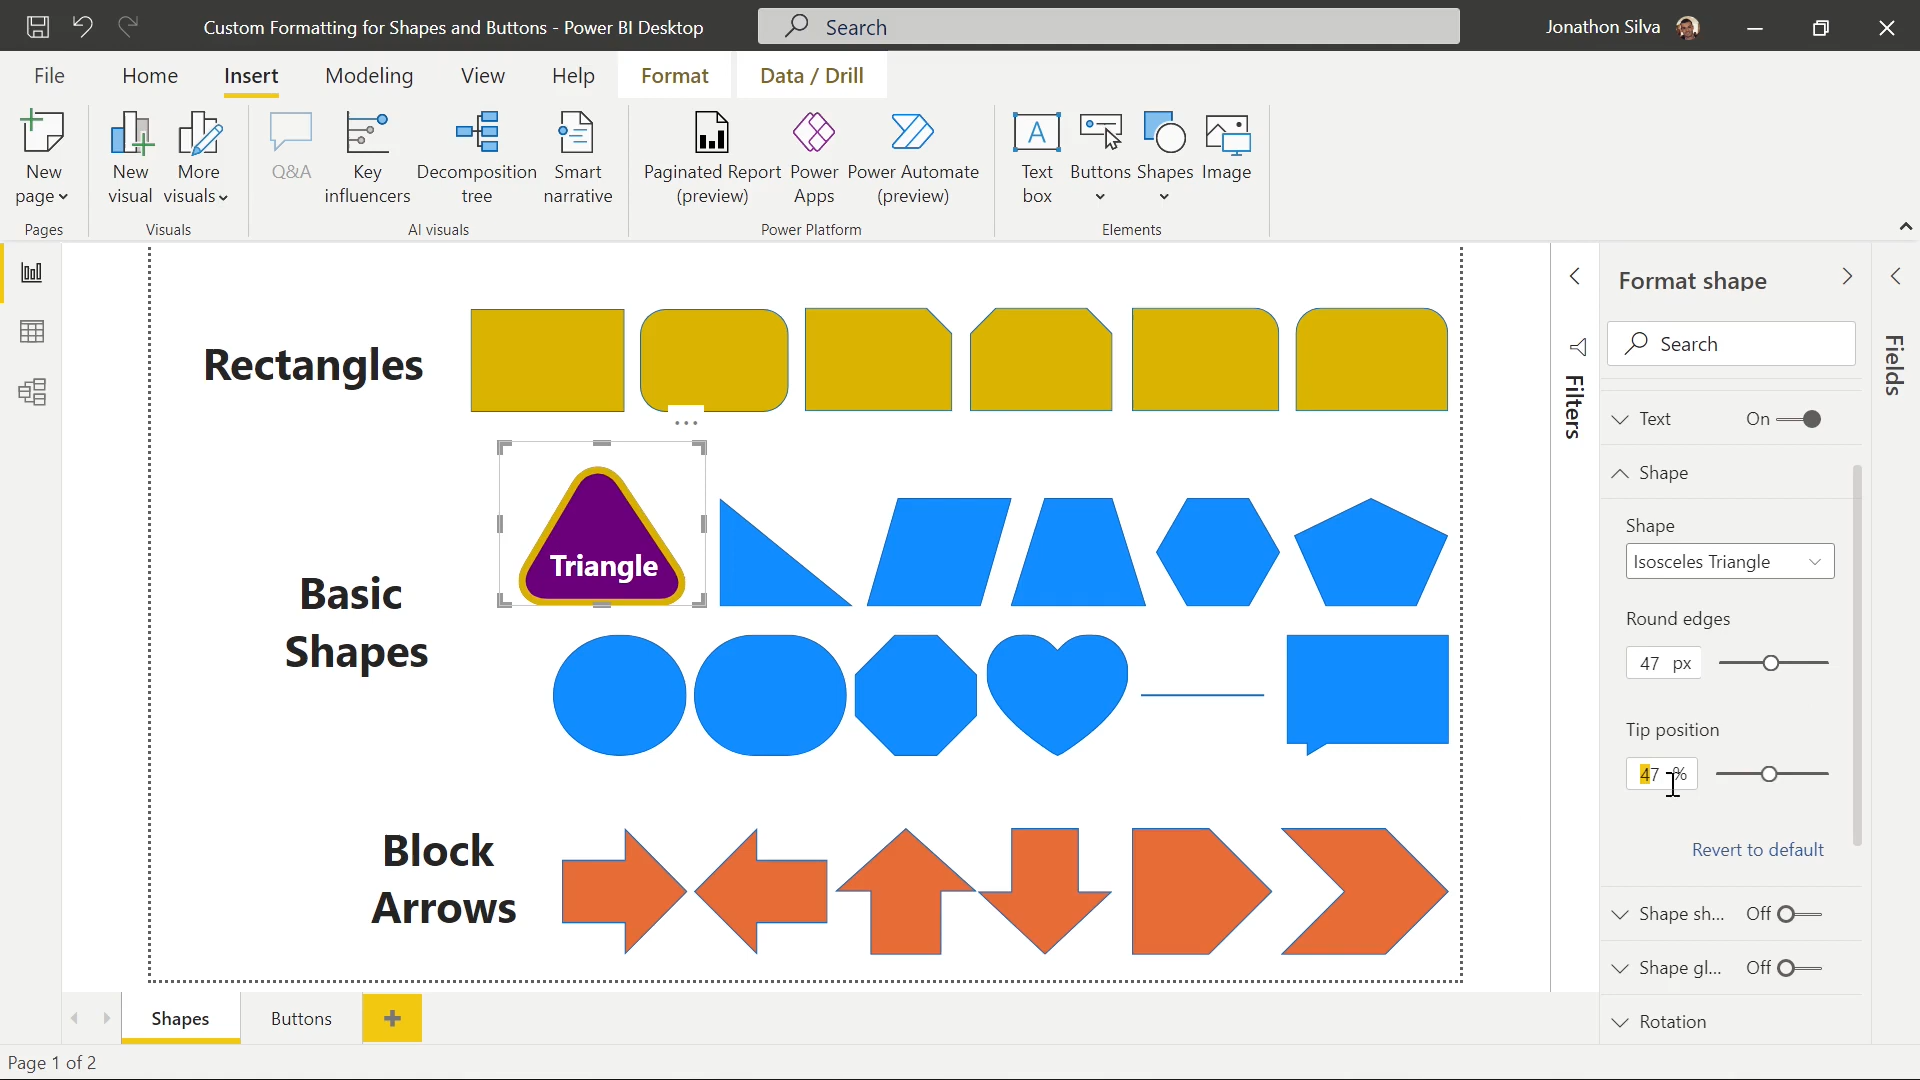 Custom Formatting for Shapes and Buttons - Power BI Desktop
Search
Jonathon Silva
File
Home
Insert
Modeling
View
Help
Format
Data / Drill
New
page
New
visual
More
visuals
Q&A
Key
influencers
Decomposition
tree
Smart
narrative
Paginated Report
(preview)
Power
Apps
Power Automate
(preview)
A
Text
box
Buttons
Shapes
Image
Pages
Visuals
AI visuals
Power Platform
Elements
Rectangles
Triangle
Basic
Shapes
Block
Arrows
Filters
Format shape
Search
Text
On
Shape
Shape
Isosceles Triangle
Round edges
47 px
Tip position
47 %
Revert to default
Shape sh...
Off
Shape gl...
Off
Rotation
Fields
Shapes
Buttons
Page 1 of 2